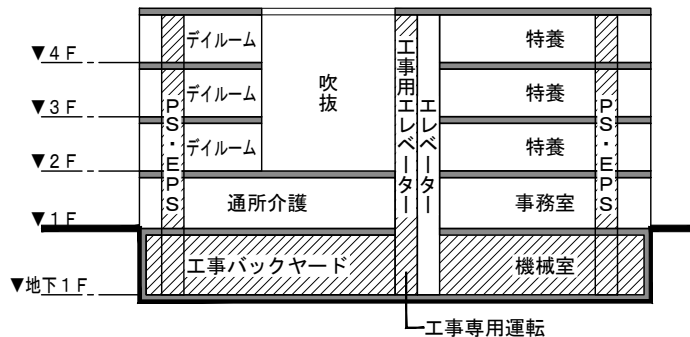 ▼4F
▼3F
▼2F
▼1F
▼地下1F
デイルーム
デイルーム
デイルーム
PS・EPS
吹抜
工事用エレベーター
エレベーター
特養
特養
特養
PS・EPS
通所介護
事務室
工事バックヤード
機械室
工事専用運転